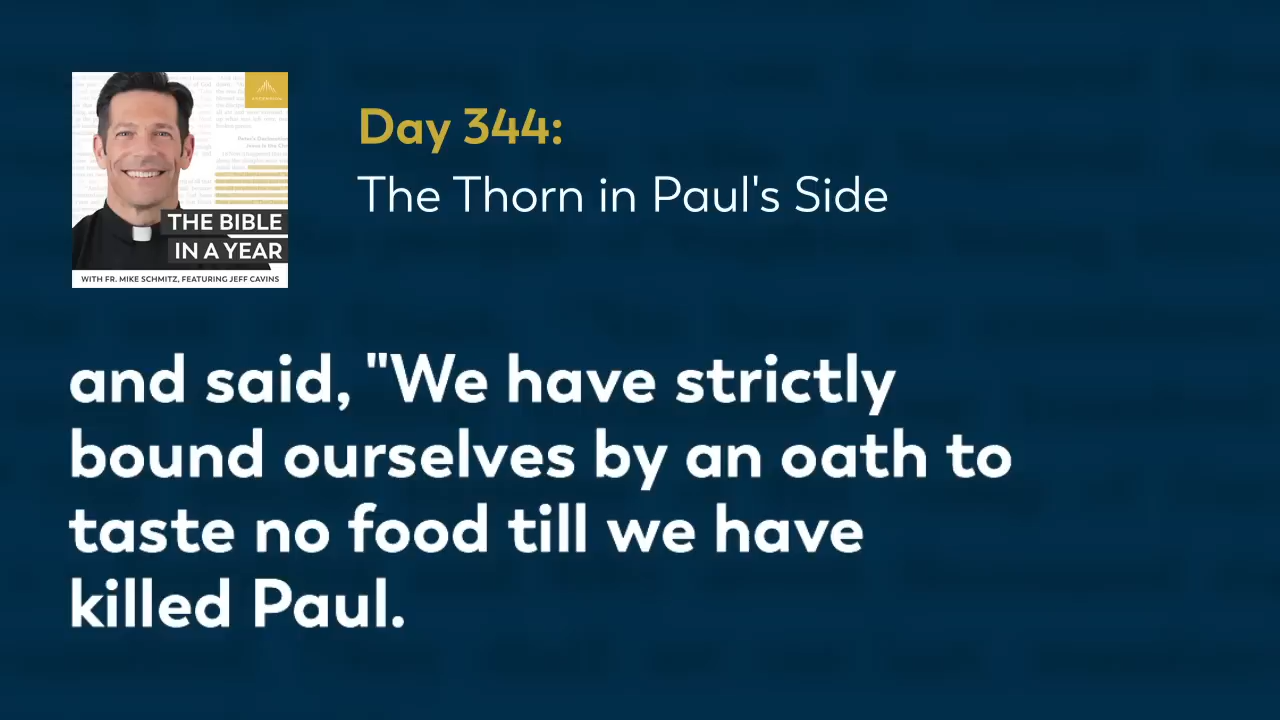 Day 344:
The Thorn in Paul's Side
THE BIBLE
IN A YEAR
WITH FR. MIKE SCHMITZ, FEATURING JEFF CAVINS
and said, "We have strictly
bound ourselves by an oath to
taste no food till we have
killed Paul.